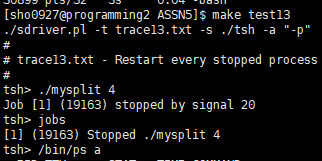 30899 pts/32 Ss 0:04 -bash
[sho0927@programming2 ASSN5]$ make test13
./sdriver.pl -t trace13.txt -s ./tsh -a "-p"
#
# trace13.txt - Restart every stopped process
#
tsh> ./mysplit 4
Job [1] (19163) stopped by signal 20
tsh> jobs
[1] (19163) Stopped ./mysplit 4
tsh> /bin/ps a